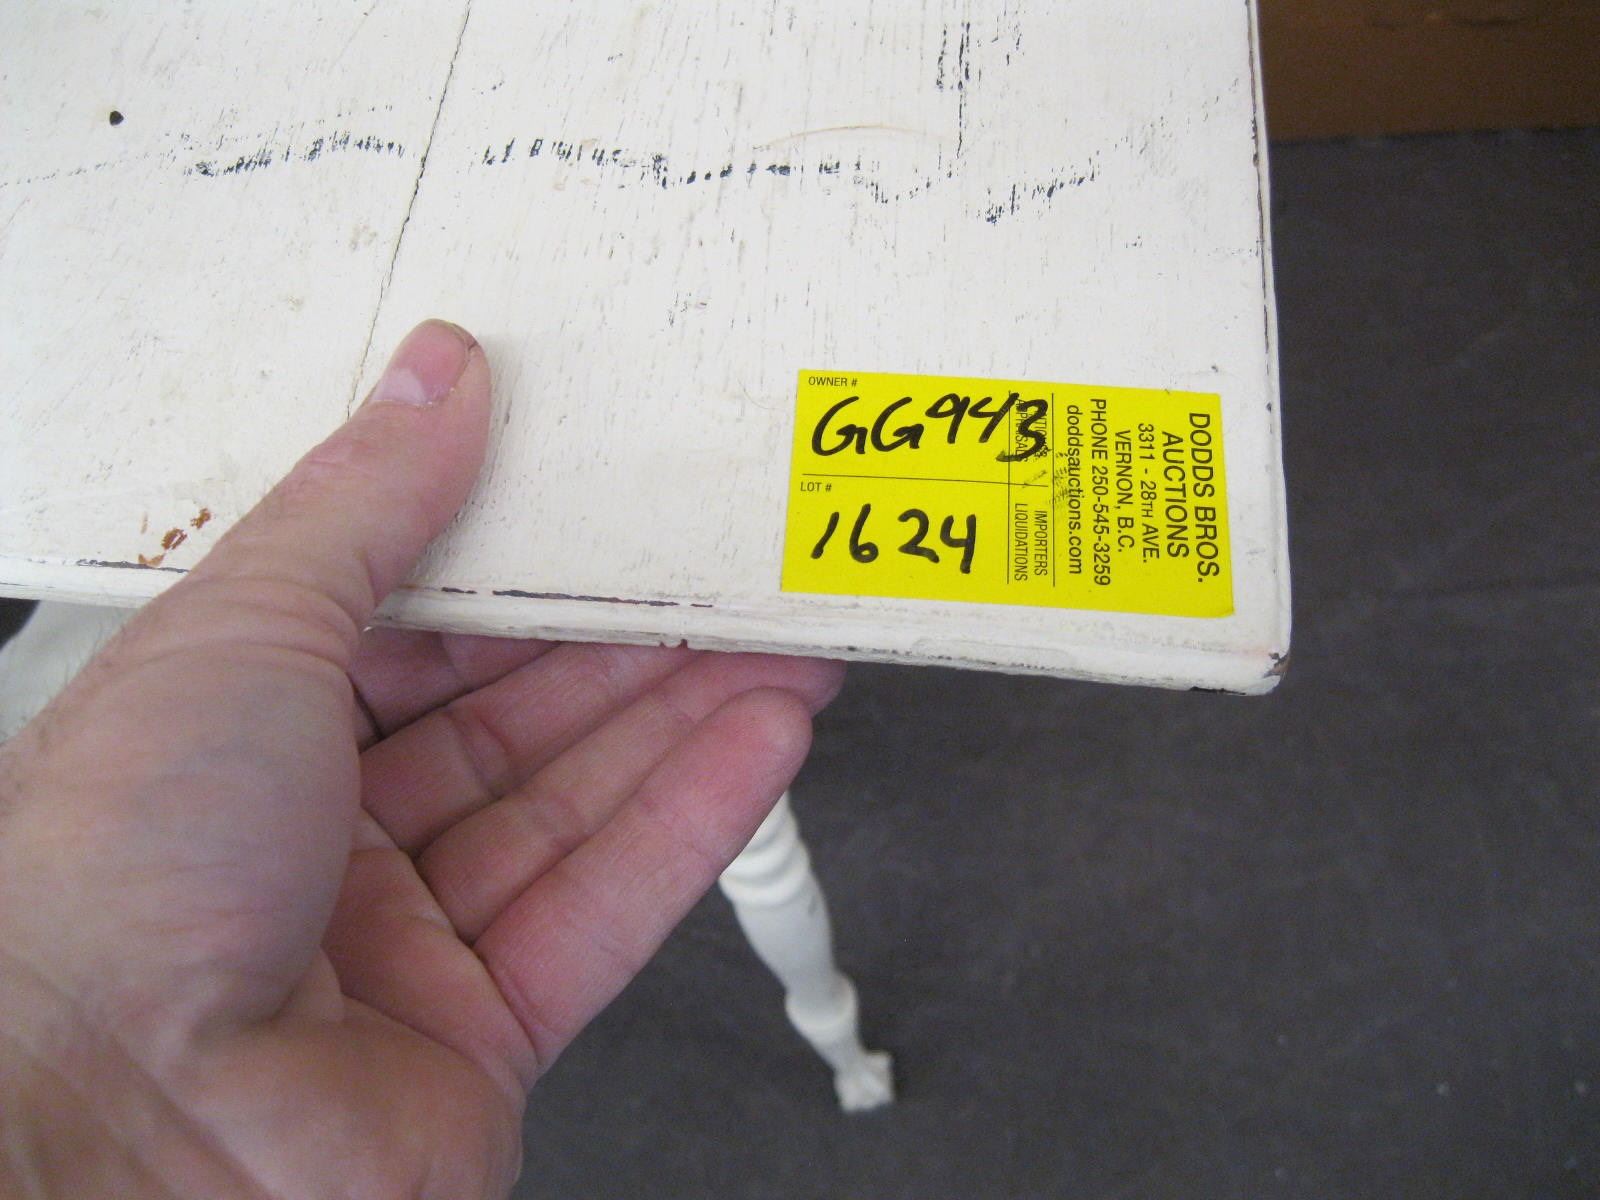 OWNER #
GG943
LOT #
1624
DODDS BROS.
AUCTIONS
3311 - 28TH AVE.
VERNON, B.C.
PHONE 250-545-3259
doddsauctions.com
IMPORTERS
LIQUIDATIONS